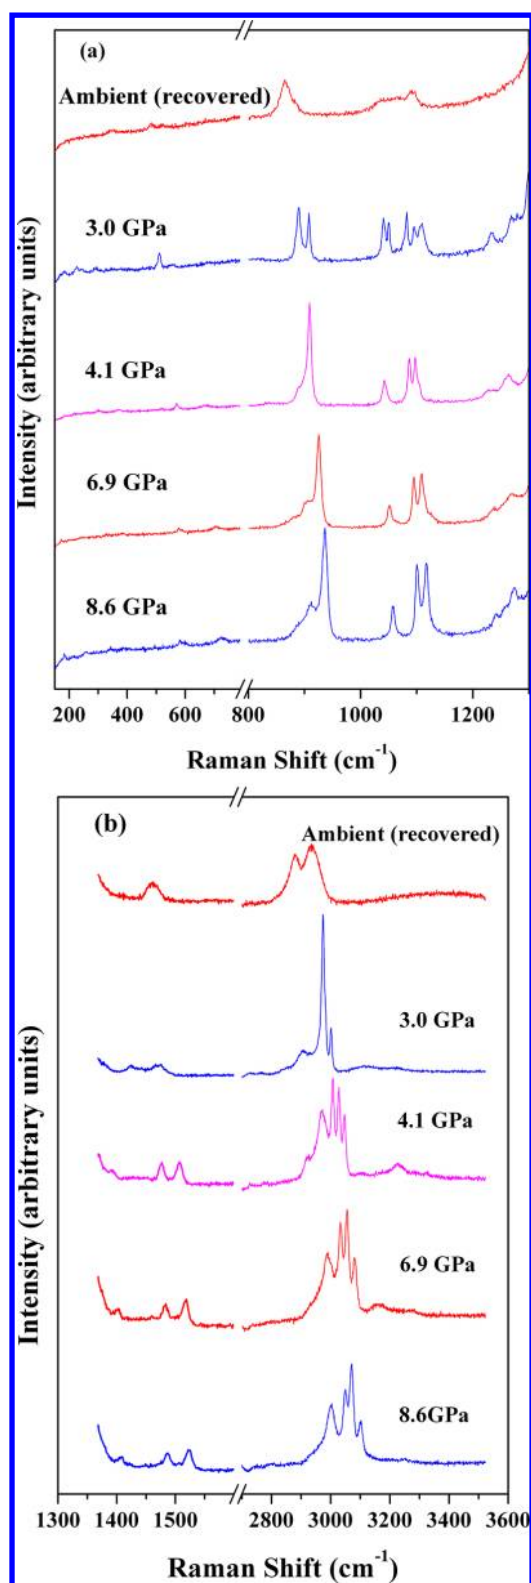 (a)
Ambient (recovered)
3.0 GPa
4.1 GPa
6.9 GPa
8.6 GPa
Intensity (arbitrary units)
200 400 600 800 1000 1200
Raman Shift (cm-1)
(b)
Ambient (recovered)
3.0 GPa
4.1 GPa
6.9 GPa
8.6GPa
Intensity (arbitrary units)
1300 1400 1500 2800 3000 3200 3400 3600
Raman Shift (cm-1)